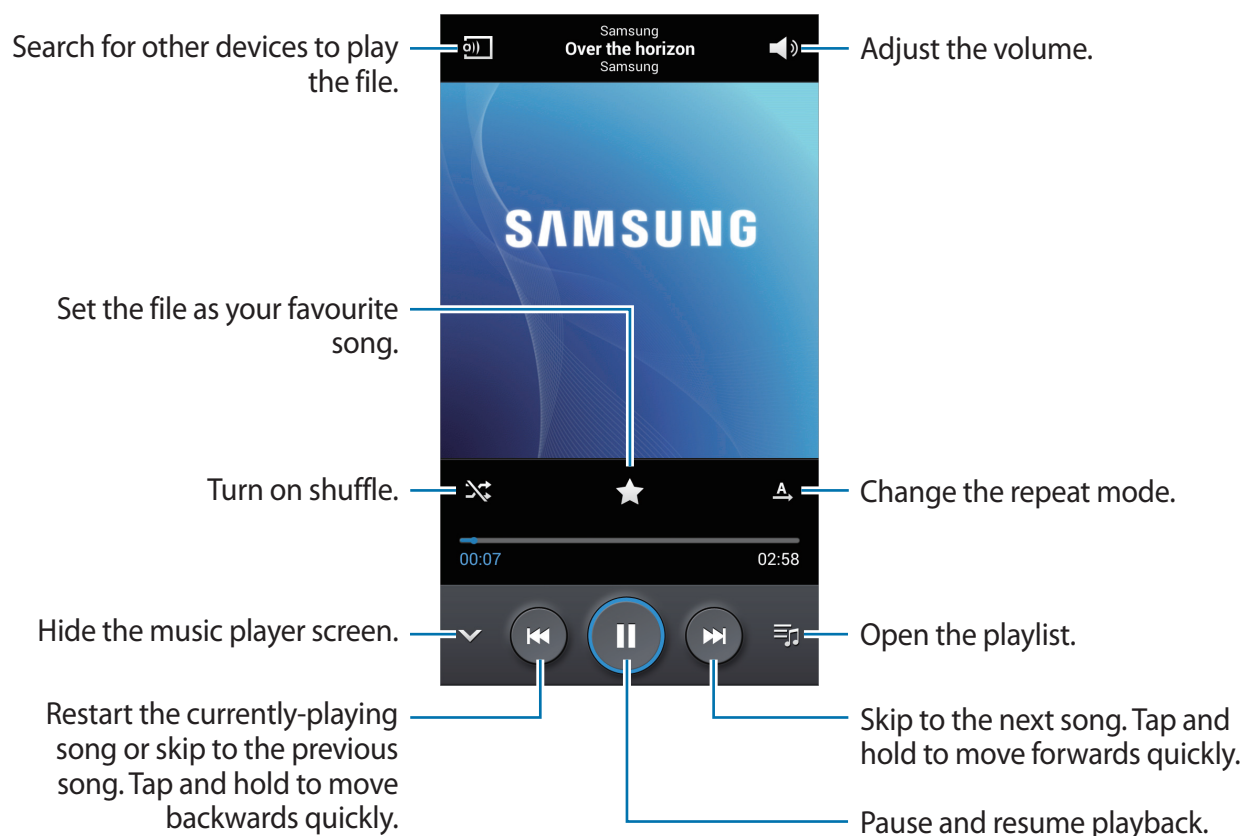 Search for other devices to play
the file.
Samsung
Over the horizon
Samsung
Adjust the volume.
SAMSUNG
Set the file as your favourite
song.
Turn on shuffle.
A
Change the repeat mode.
00:07
02:58
Hide the music player screen.
Open the playlist.
Restart the currently-playing
song or skip to the previous
song. Tap and hold to move
backwards quickly.
Skip to the next song. Tap and
hold to move forwards quickly.
Pause and resume playback.